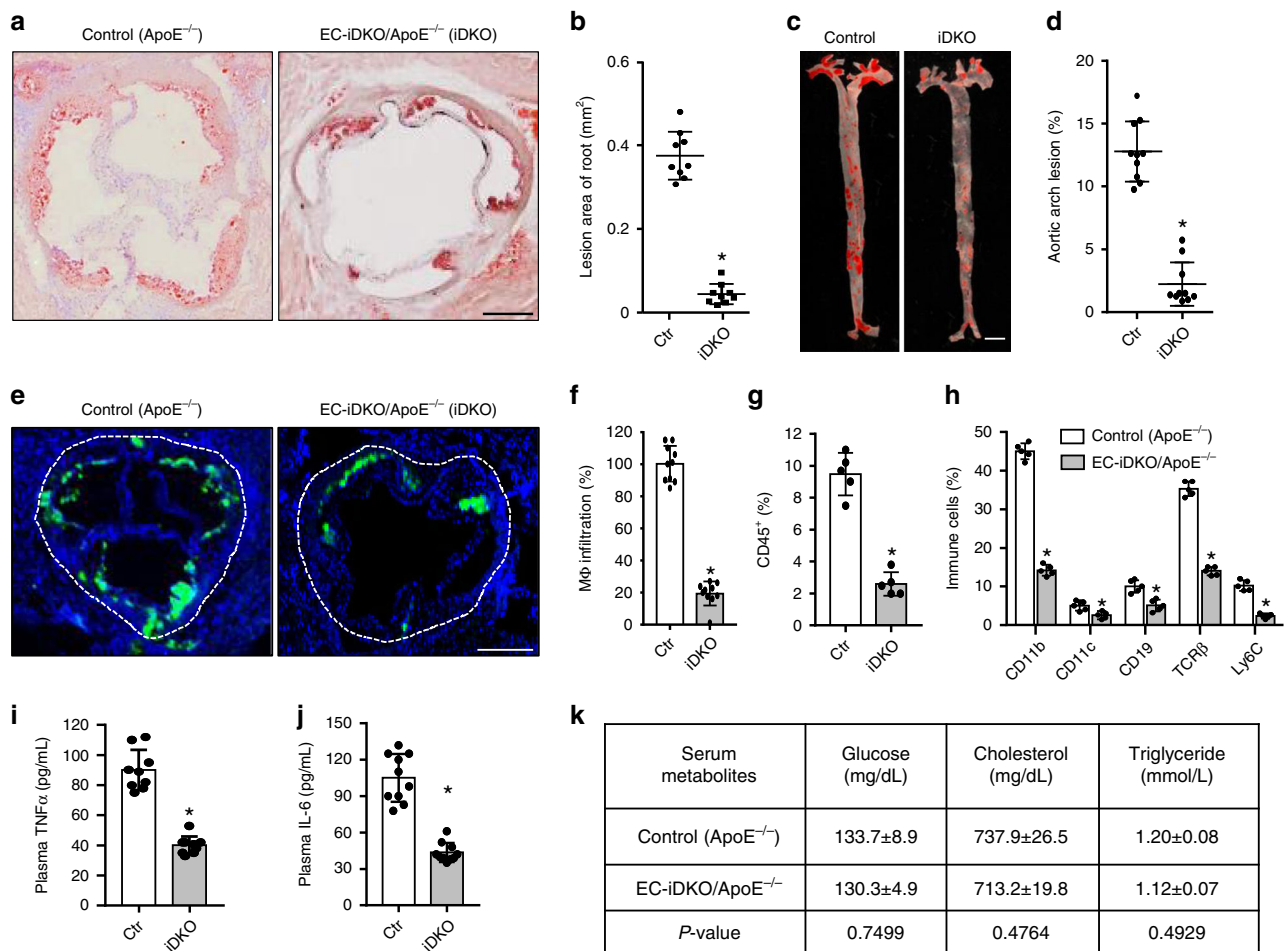 a
Control (ApoE⁻/⁻)
EC-iDKO/ApoE⁻/⁻ (iDKO)
b
Lesion area of root (mm²)
0.6
0.4
0.2
0
*
Ctr
iDKO
c
Control
iDKO
d
Aortic arch lesion (%)
20
15
10
5
0
*
Ctr
iDKO
e
Control (ApoE⁻/⁻)
EC-iDKO/ApoE⁻/⁻ (iDKO)
f
MΦ infiltration (%)
120
100
80
60
40
20
0
*
Ctr
iDKO
g
CD45⁺ (%)
12
10
8
6
4
2
0
*
Ctr
iDKO
h
Immune cells (%)
50
40
30
20
10
0
Control (ApoE⁻/⁻)
EC-iDKO/ApoE⁻/⁻
* * * * *
CD11b
CD11c
CD19
TCRβ
Ly6C
i
Plasma TNFα (pg/mL)
120
100
80
60
40
20
0
*
Ctr
iDKO
j
Plasma IL-6 (pg/mL)
150
120
90
60
30
0
*
Ctr
iDKO
k
Serum metabolites Glucose (mg/dL) Cholesterol (mg/dL) Triglyceride (mmol/L)
Control (ApoE⁻/⁻) 133.7±8.9 737.9±26.5 1.20±0.08
EC-iDKO/ApoE⁻/⁻ 130.3±4.9 713.2±19.8 1.12±0.07
P-value 0.7499 0.4764 0.4929